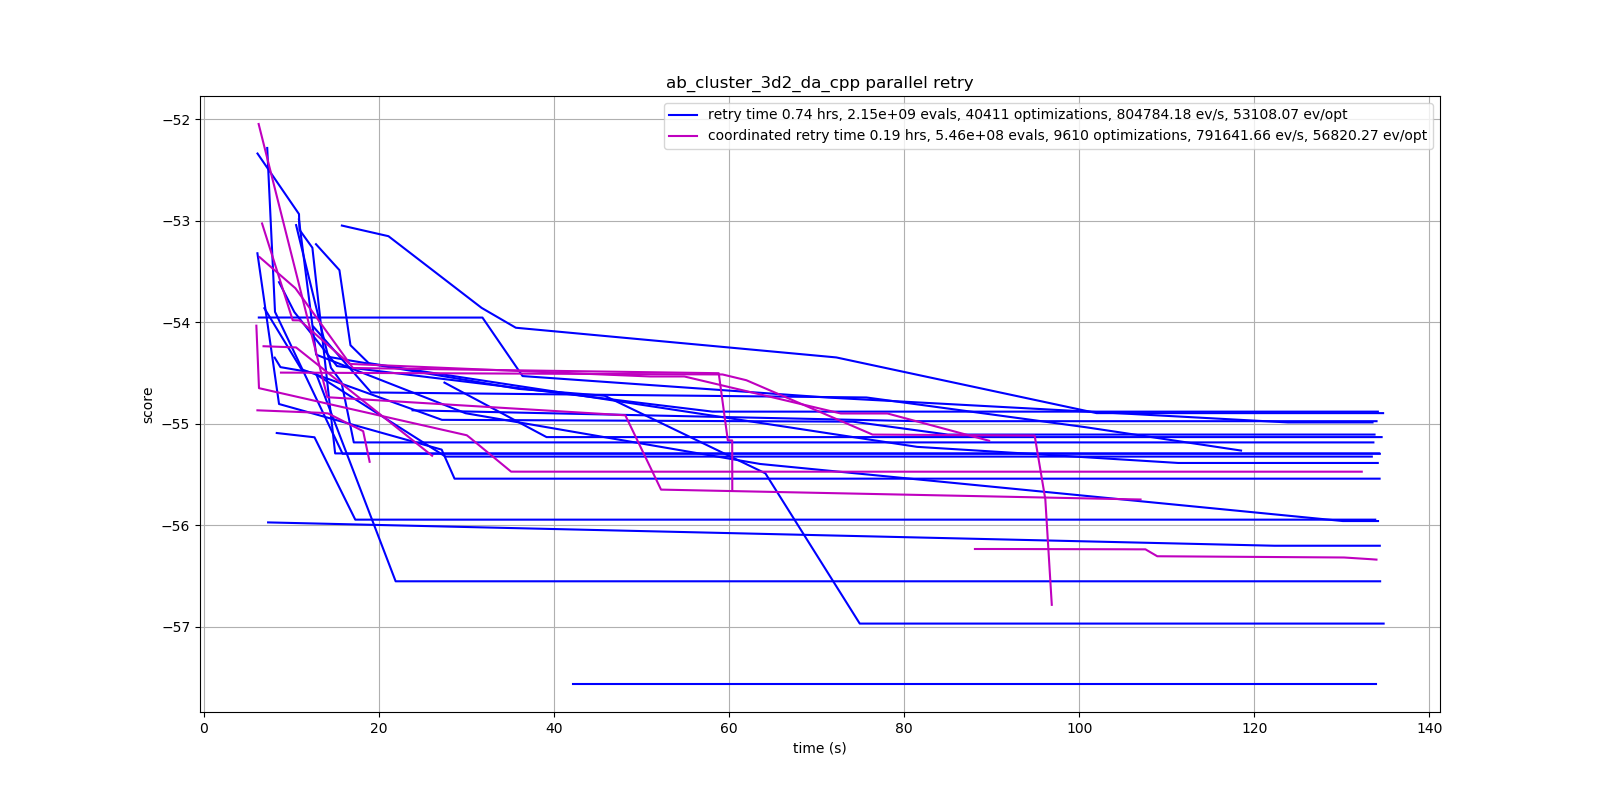 ab_cluster_3d2_da_cpp parallel retry
retry time 0.74 hrs, 2.15e+09 evals, 40411 optimizations, 804784.18 ev/s, 53108.07 ev/opt
coordinated retry time 0.19 hrs, 5.46e+08 evals, 9610 optimizations, 791641.66 ev/s, 56820.27 ev/opt
−52
−53
−54
−55
−56
−57
score
0 20 40 60 80 100 120 140
time (s)